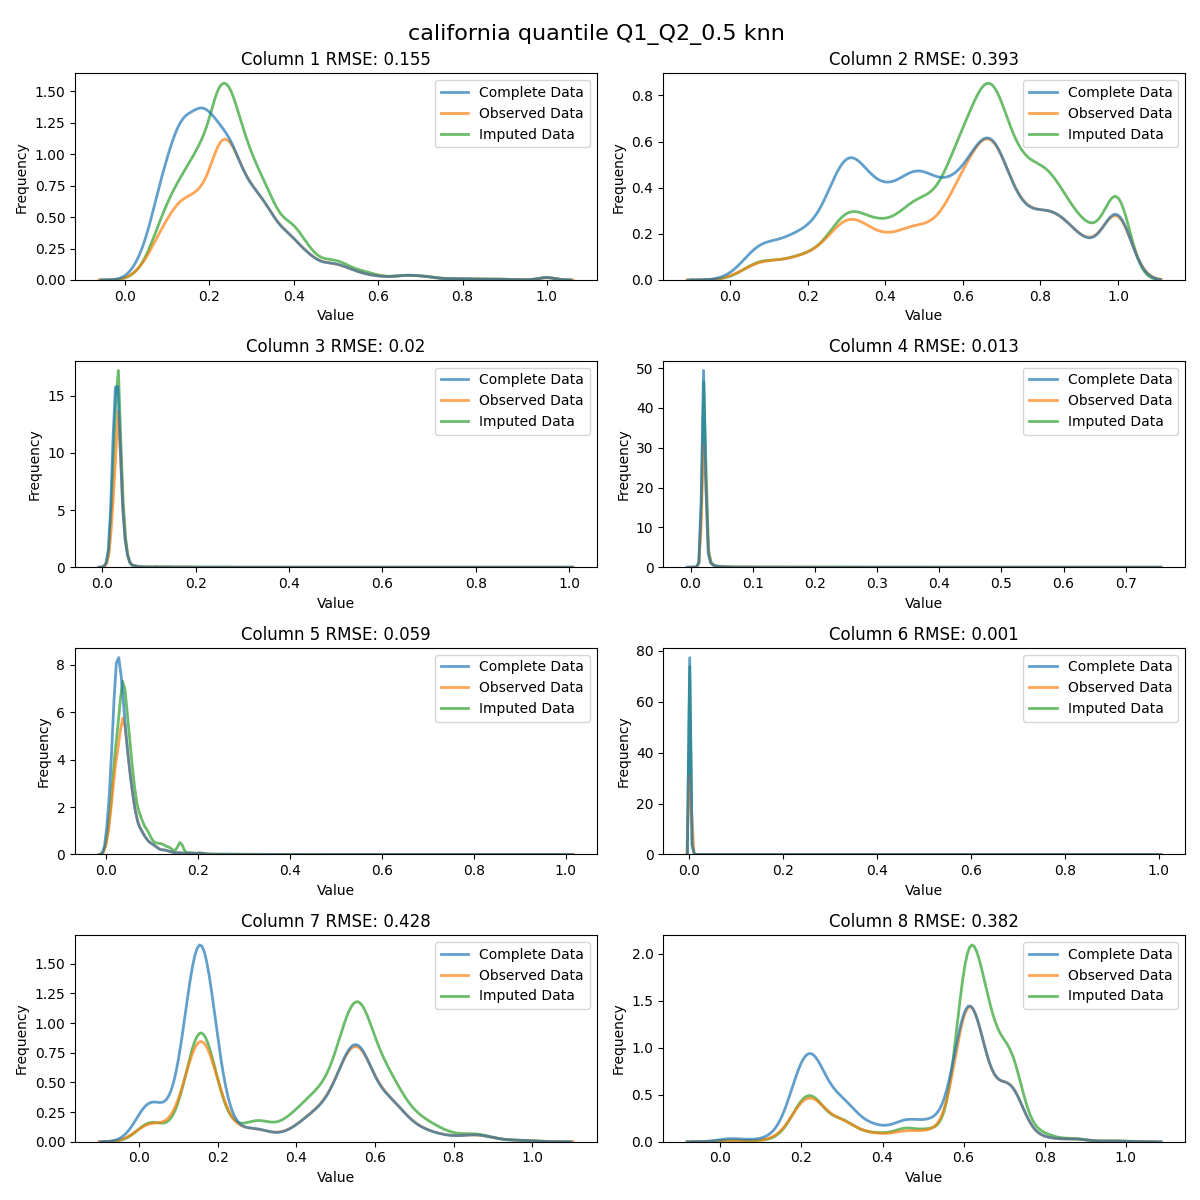 california quantile Q1_Q2_0.5 knn
Column 1 RMSE: 0.155
Frequency
1.50
1.25
1.00
0.75
0.50
0.25
0.00
Complete Data
Observed Data
Imputed Data
0.0 0.2 0.4 0.6 0.8 1.0
Value
Column 2 RMSE: 0.393
Frequency
0.8
0.6
0.4
0.2
0.0
Complete Data
Observed Data
Imputed Data
0.0 0.2 0.4 0.6 0.8 1.0
Value
Column 3 RMSE: 0.02
Frequency
15
10
5
0
Complete Data
Observed Data
Imputed Data
0.0 0.2 0.4 0.6 0.8 1.0
Value
Column 4 RMSE: 0.013
Frequency
50
40
30
20
10
0
Complete Data
Observed Data
Imputed Data
0.0 0.1 0.2 0.3 0.4 0.5 0.6 0.7
Value
Column 5 RMSE: 0.059
Frequency
8
6
4
2
0
Complete Data
Observed Data
Imputed Data
0.0 0.2 0.4 0.6 0.8 1.0
Value
Column 6 RMSE: 0.001
Frequency
80
60
40
20
0
Complete Data
Observed Data
Imputed Data
0.0 0.2 0.4 0.6 0.8 1.0
Value
Column 7 RMSE: 0.428
Frequency
1.50
1.25
1.00
0.75
0.50
0.25
0.00
Complete Data
Observed Data
Imputed Data
0.0 0.2 0.4 0.6 0.8 1.0
Value
Column 8 RMSE: 0.382
Frequency
2.0
1.5
1.0
0.5
0.0
Complete Data
Observed Data
Imputed Data
0.0 0.2 0.4 0.6 0.8 1.0
Value